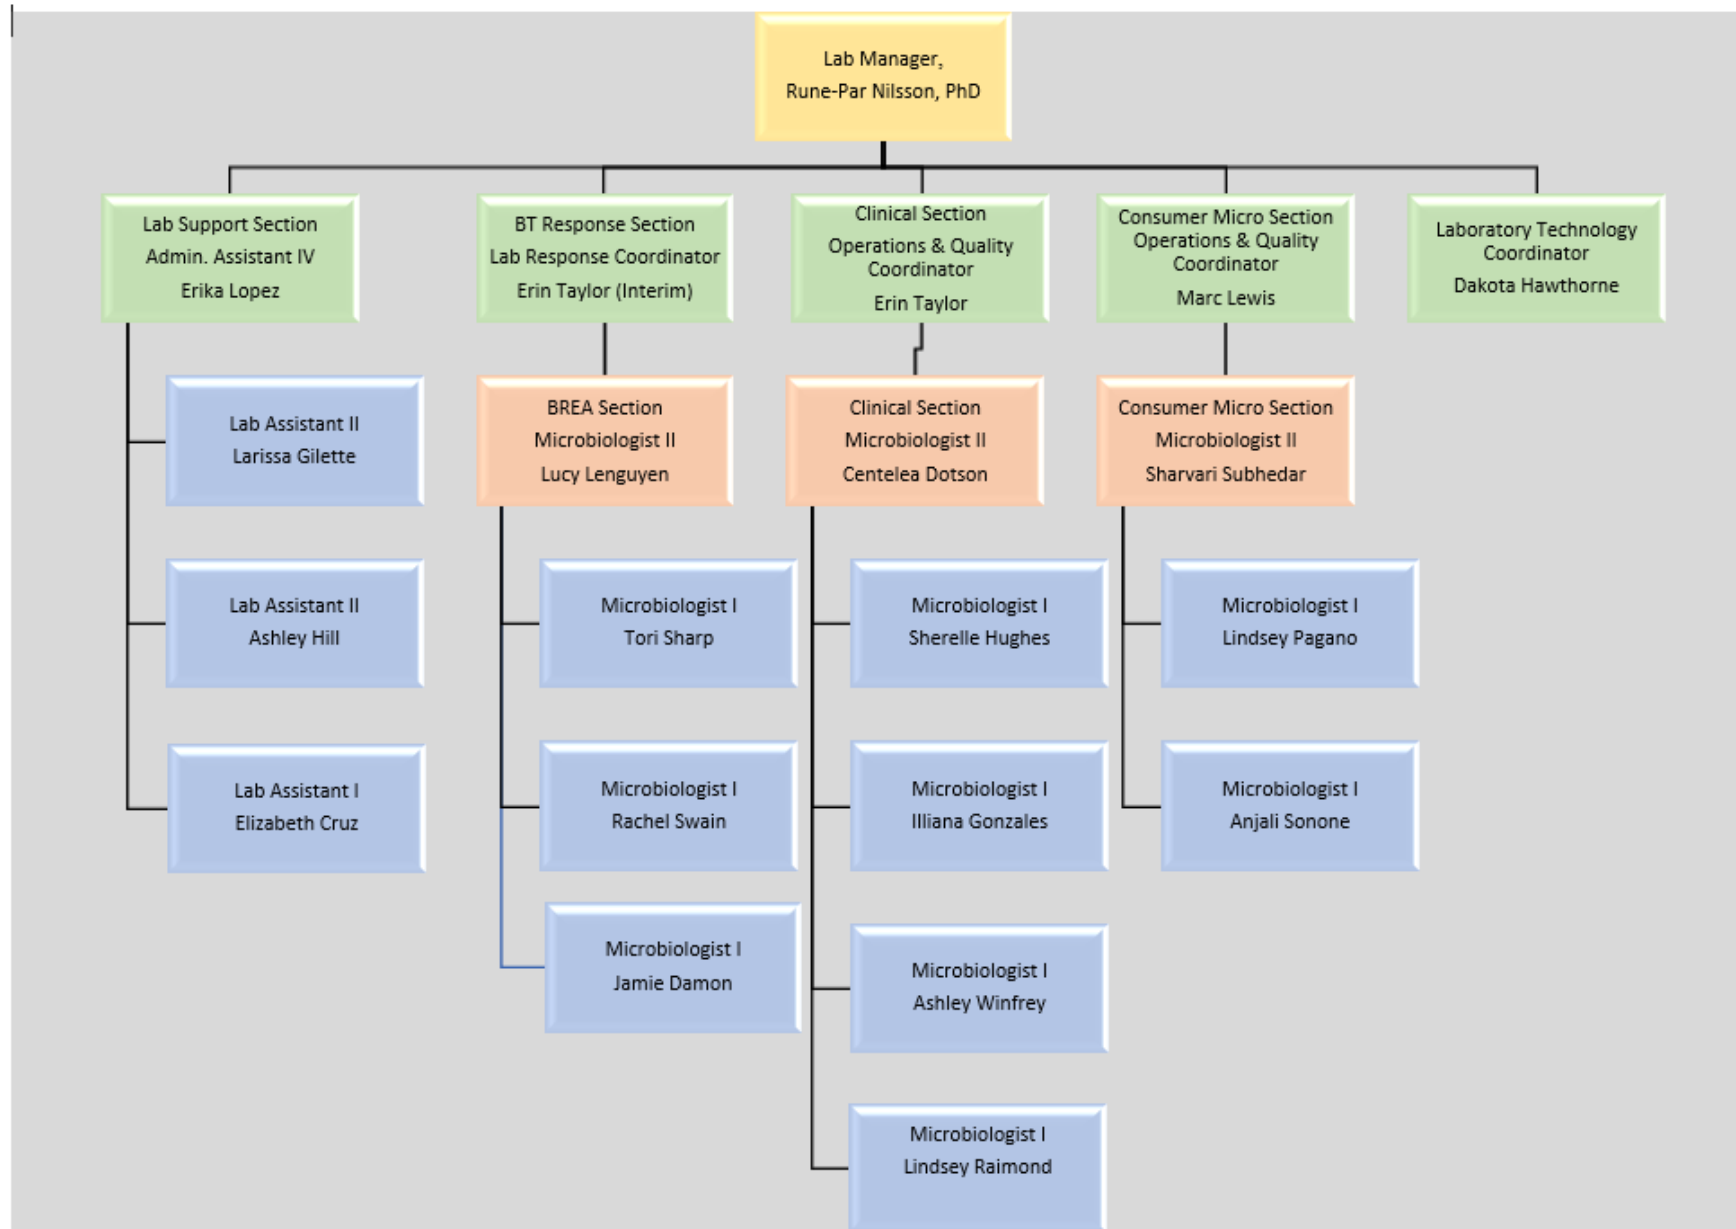 Lab Manager,
Rune-Par Nilsson, PhD
Lab Support Section
Admin. Assistant IV
Erika Lopez
BT Response Section
Lab Response Coordinator
Erin Taylor (Interim)
Clinical Section
Operations & Quality
Coordinator
Erin Taylor
Consumer Micro Section
Operations & Quality
Coordinator
Marc Lewis
Laboratory Technology
Coordinator
Dakota Hawthorne
Lab Assistant II
Larissa Gilette
BREA Section
Microbiologist II
Lucy Lenguyen
Clinical Section
Microbiologist II
Centelea Dotson
Consumer Micro Section
Microbiologist II
Sharvari Subhedar
Lab Assistant II
Ashley Hill
Microbiologist I
Tori Sharp
Microbiologist I
Sherelle Hughes
Microbiologist I
Lindsey Pagano
Lab Assistant I
Elizabeth Cruz
Microbiologist I
Rachel Swain
Microbiologist I
Illiana Gonzales
Microbiologist I
Anjali Sonone
Microbiologist I
Jamie Damon
Microbiologist I
Ashley Winfrey
Microbiologist I
Lindsey Raimond